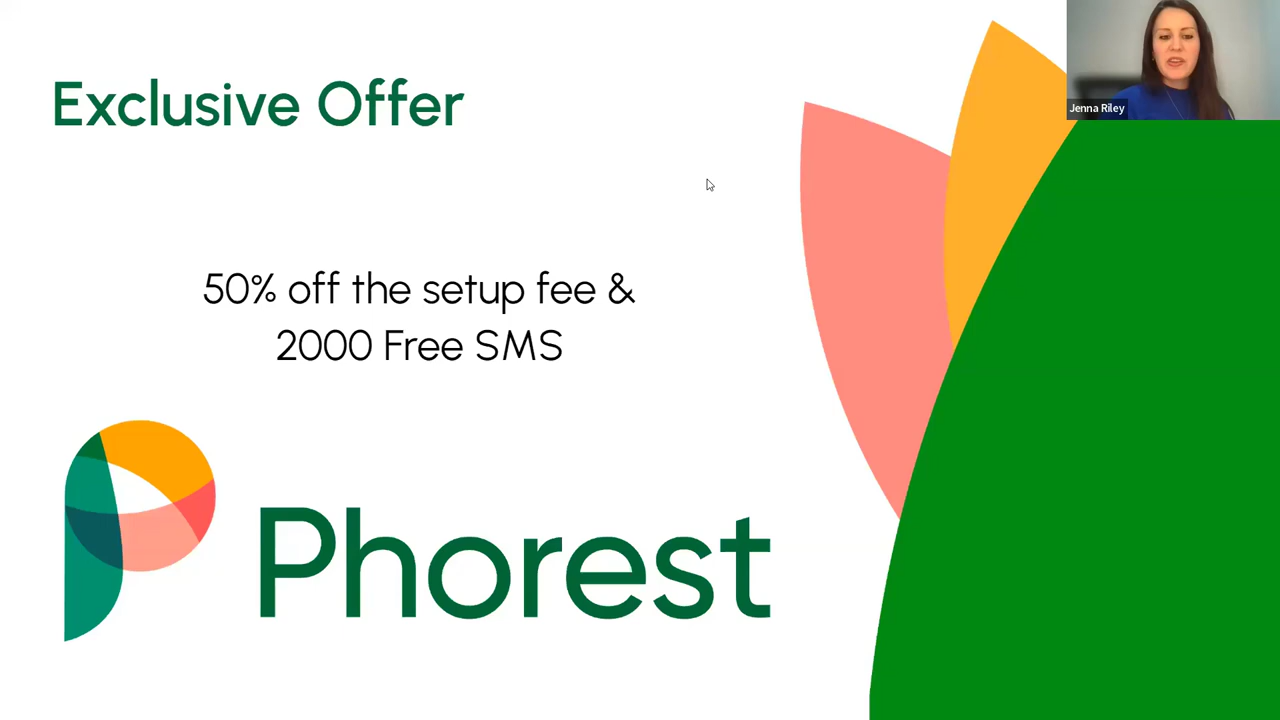 Exclusive Offer
Jenna Riley
50% off the setup fee &
2000 Free SMS
Phorest